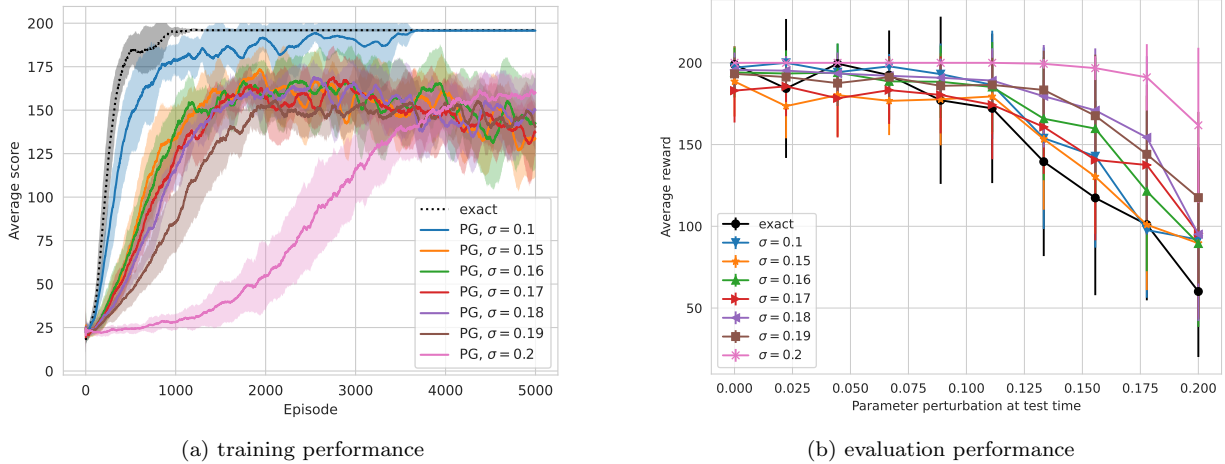 200
175
150
125
100
75
50
25
0
Average score
0 1000 2000 3000 4000 5000
Episode
exact
PG, σ = 0.1
PG, σ = 0.15
PG, σ = 0.16
PG, σ = 0.17
PG, σ = 0.18
PG, σ = 0.19
PG, σ = 0.2
(a) training performance
200
150
100
50
Average reward
exact
σ = 0.1
σ = 0.15
σ = 0.16
σ = 0.17
σ = 0.18
σ = 0.19
σ = 0.2
0.000 0.025 0.050 0.075 0.100 0.125 0.150 0.175 0.200
Parameter perturbation at test time
(b) evaluation performance